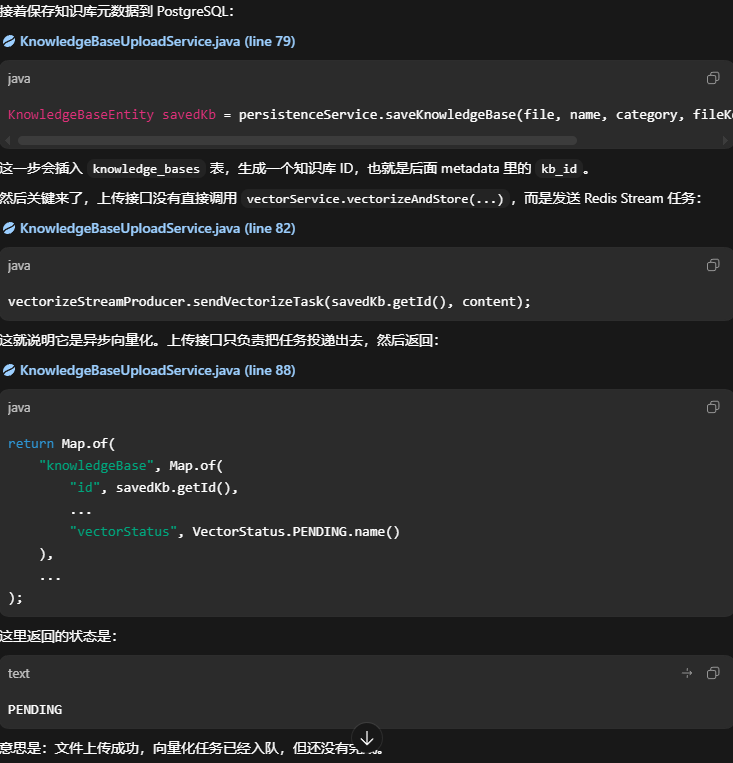 接着保存知识库元数据到 PostgreSQL：
KnowledgeBaseUploadService.java (line 79)
java
KnowledgeBaseEntity savedKb = persistenceService.saveKnowledgeBase(file, name, category, fileKe
这一步会插入 knowledge_bases 表，生成一个知识库 ID，也就是后面 metadata 里的 kb_id 。
然后关键来了，上传接口没有直接调用 vectorService.vectorizeAndStore(...) ，而是发送 Redis Stream 任务：
KnowledgeBaseUploadService.java (line 82)
java
vectorizeStreamProducer.sendVectorizeTask(savedKb.getId(), content);
这就说明它是异步向量化。上传接口只负责把任务投递出去，然后返回：
KnowledgeBaseUploadService.java (line 88)
java
return Map.of(
    "knowledgeBase", Map.of(
        "id", savedKb.getId(),
        ...
        "vectorStatus", VectorStatus.PENDING.name()
    ),
    ...
);
这里返回的状态是：
text
PENDING
意思是：文件上传成功，向量化任务已经入队，但还没有完成。